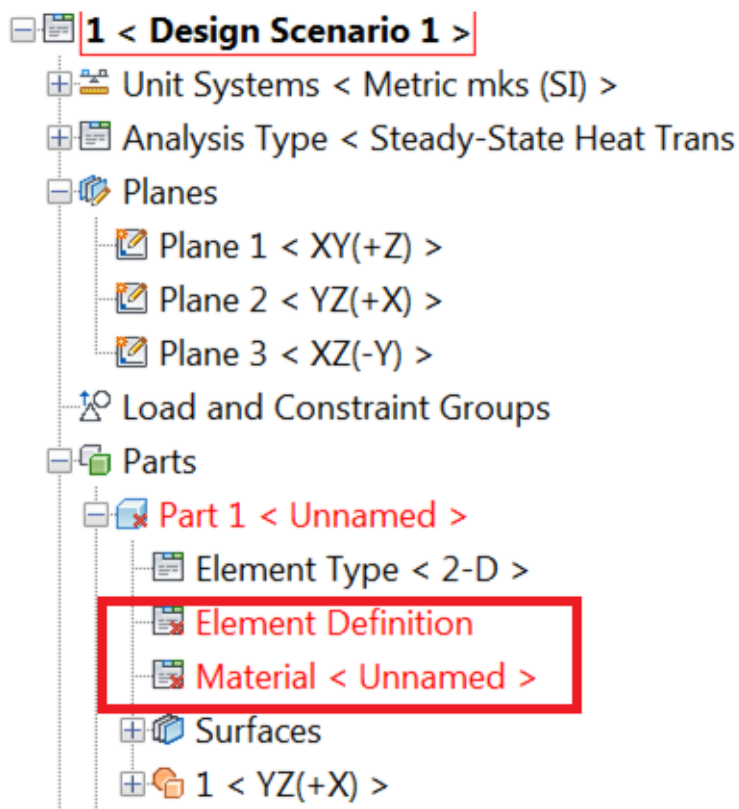 1 < Design Scenario 1 >
Unit Systems < Metric mks (SI) >
Analysis Type < Steady-State Heat Trans
Planes
Plane 1 < XY(+Z) >
Plane 2 < YZ(+X) >
Plane 3 < XZ(-Y) >
Load and Constraint Groups
Parts
Part 1 < Unnamed >
Element Type < 2-D >
Element Definition
Material < Unnamed >
Surfaces
1 < YZ(+X) >